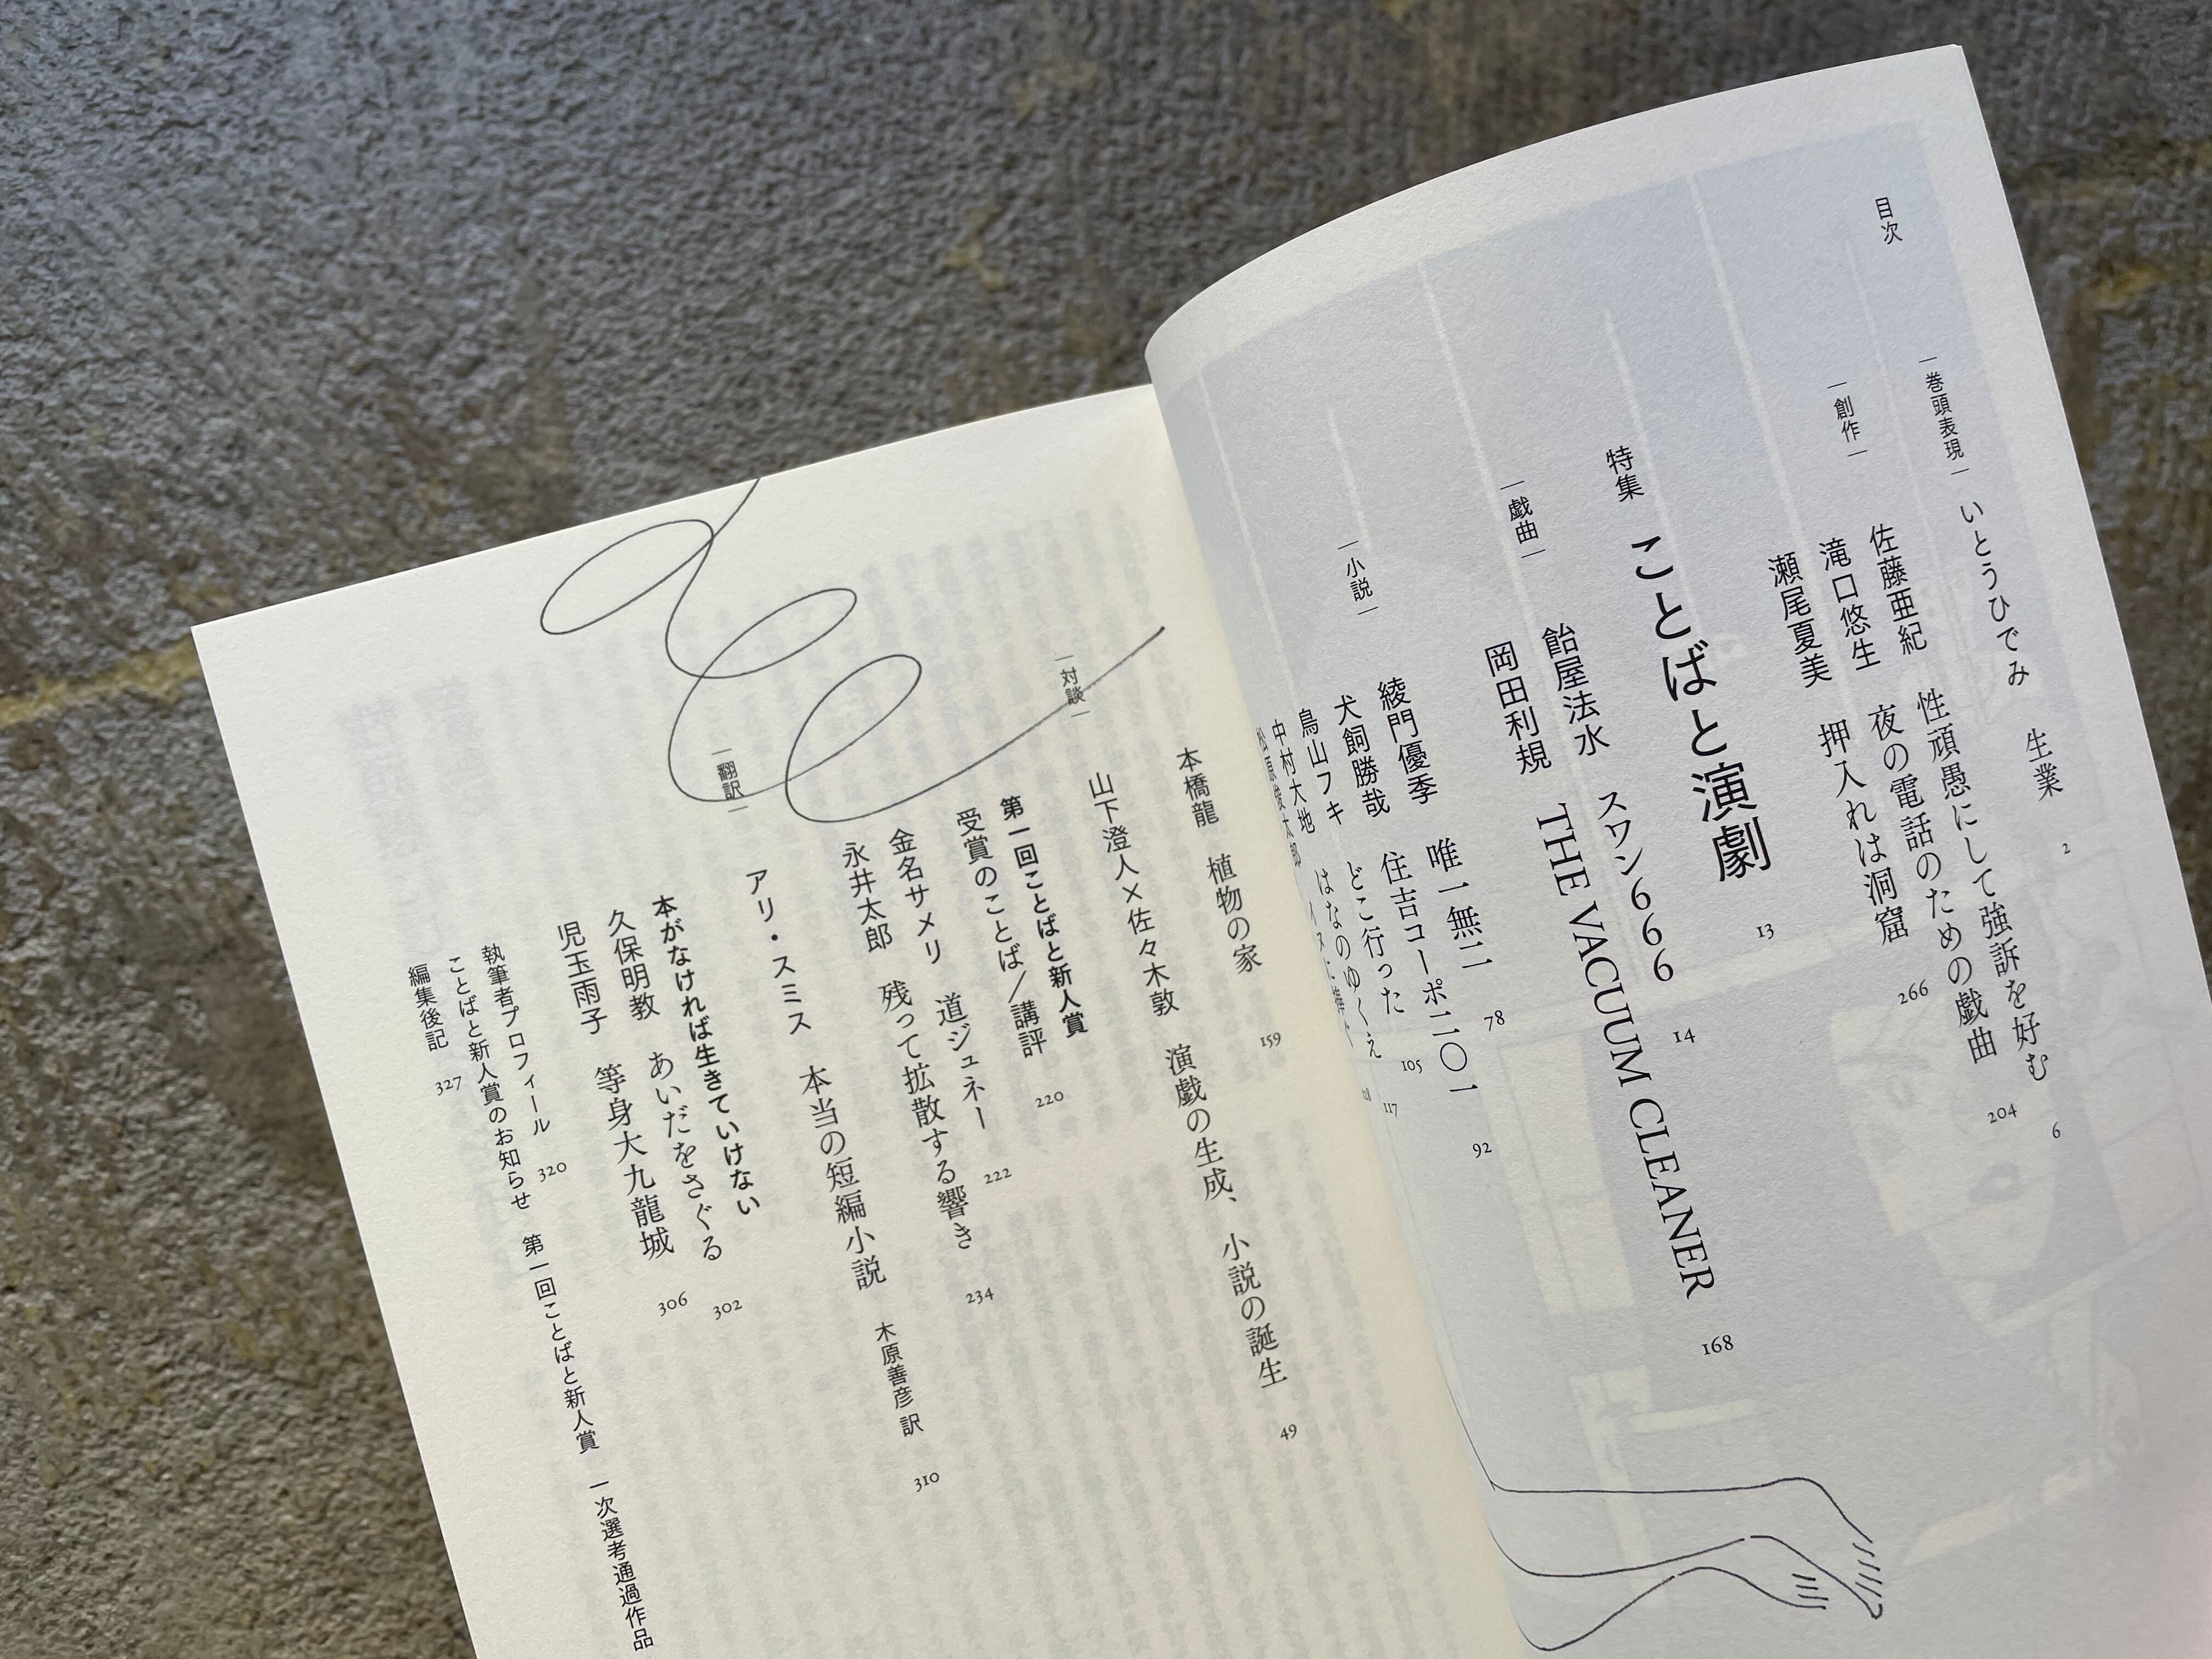 目次
｜巻頭表現｜ いとうひでみ 生業 2
佐藤亜紀 性頑愚にして強訴を好む 6
｜創作｜ 滝口悠生 夜の電話のための戯曲 204
瀬尾夏美 押入れは洞窟 266
特集 ことばと演劇 13
飴屋法水 スワン666 14
｜戯曲｜ 岡田利規 THE VACUUM CLEANER 168
綾門優季 唯一無二 78
｜小説｜ 犬飼勝哉 住吉コーポ二〇一 92
鳥山フキ どこ行った 105
中村大地 はなのゆくえ 117
本橋龍 植物の家 159
｜対談｜ 山下澄人×佐々木敦 演戯の生成、小説の誕生 49
第一回ことばと新人賞
受賞のことば／講評 220
金名サメリ 道ジュネー 222
永井太郎 残って拡散する響き 234
｜翻訳｜ アリ・スミス 本当の短編小説 木原善彦 訳 310
本がなければ生きていけない
久保明教 あいだをさぐる 302
児玉雨子 等身大九龍城 306
執筆者プロフィール 320
ことばと新人賞のお知らせ 第一回ことばと新人賞 一次選考通過作品
編集後記 327